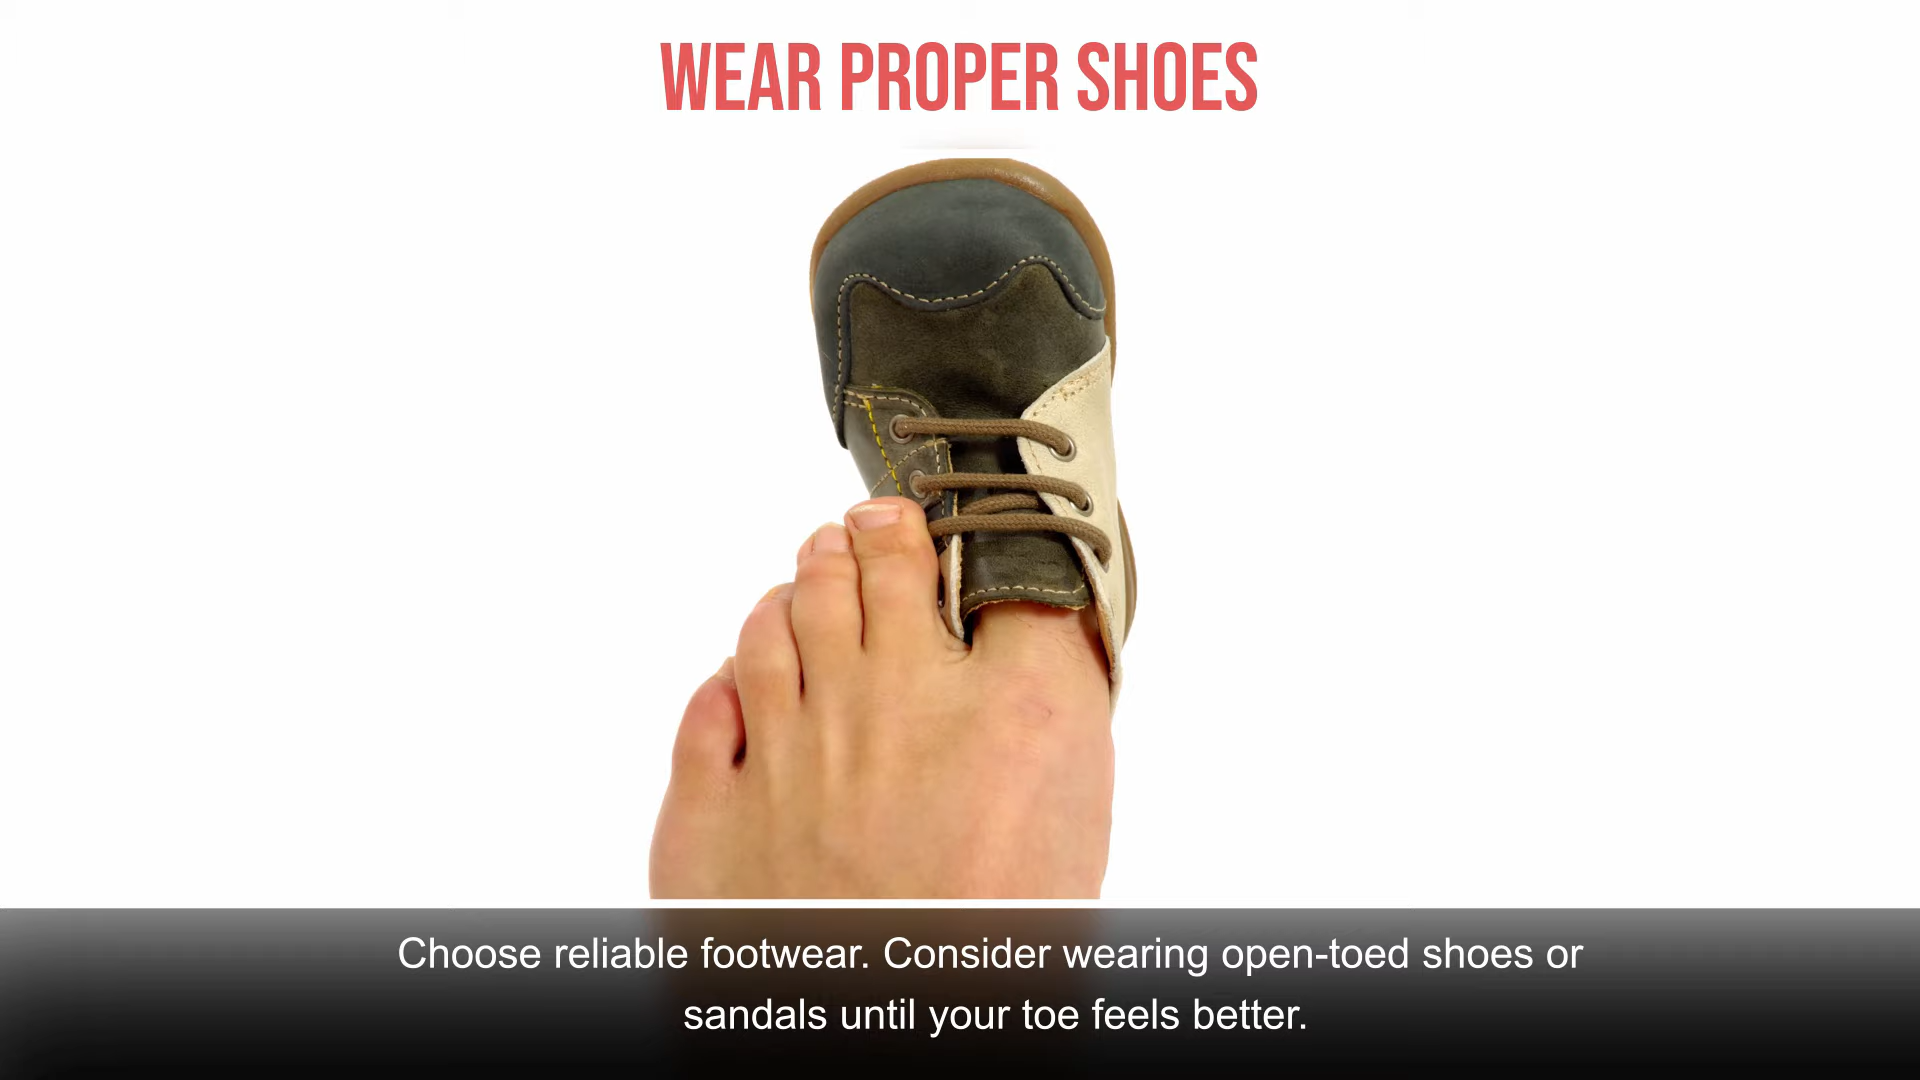 WEAR PROPER SHOES
Choose reliable footwear. Consider wearing open-toed shoes or
sandals until your toe feels better.